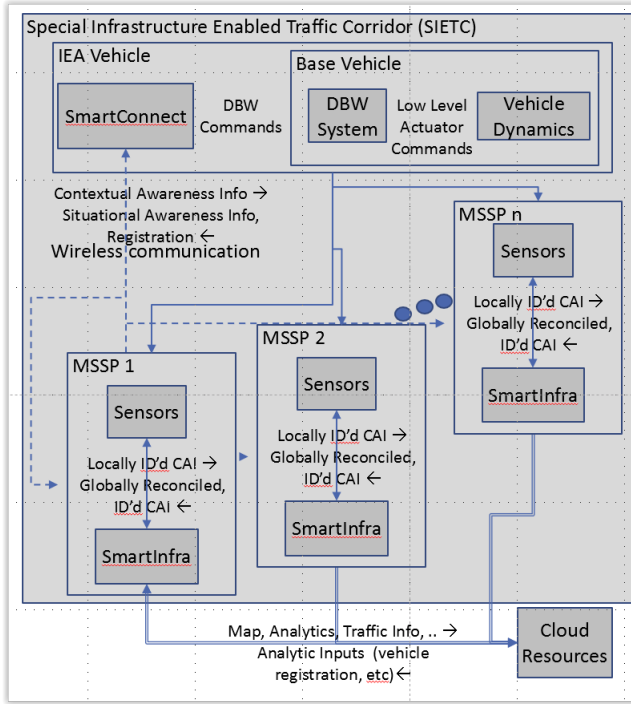 Special Infrastructure Enabled Traffic Corridor (SIETC)
IEA Vehicle
Base Vehicle
SmartConnect
DBW
Commands
DBW
System
Low Level
Actuator
Commands
Vehicle
Dynamics
Contextual Awareness Info →
Situational Awareness Info,
Registration ←
Wireless communication
MSSP n
Sensors
Locally ID'd CAI →
Globally Reconciled,
ID'd CAI ←
SmartInfra
MSSP 2
Sensors
Locally ID'd CAI →
Globally Reconciled,
ID'd CAI ←
SmartInfra
MSSP 1
Sensors
Locally ID'd CAI →
Globally Reconciled,
ID'd CAI ←
SmartInfra
Map, Analytics, Traffic Info, .. →
Analytic Inputs (vehicle
registration, etc)←
Cloud
Resources